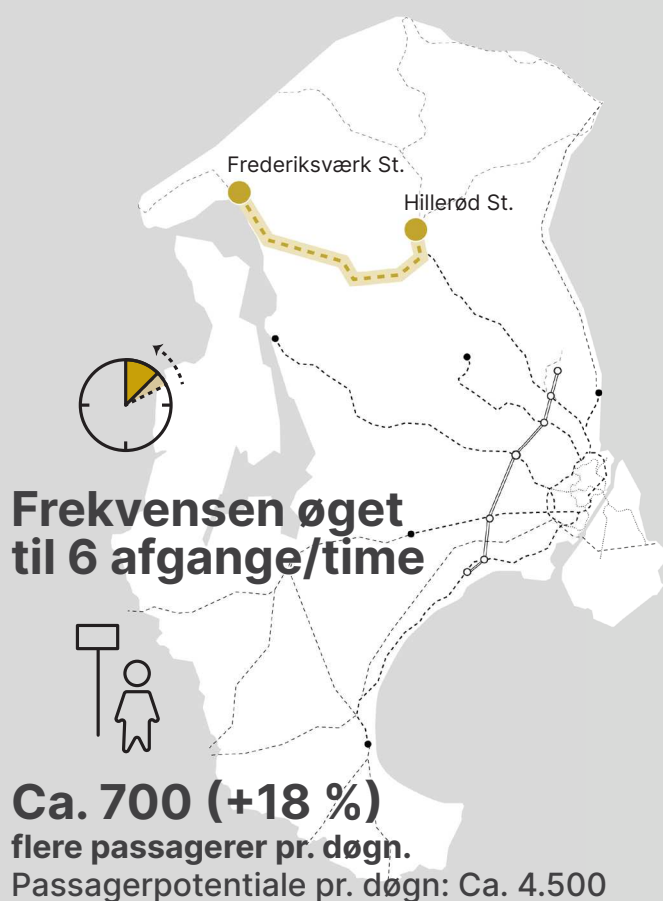 Frederiksværk St.
Hillerød St.
Frekvensen øget
til 6 afgange/time
Ca. 700 (+18 %)
flere passagerer pr. døgn.
Passagerpotentiale pr. døgn: Ca. 4.500